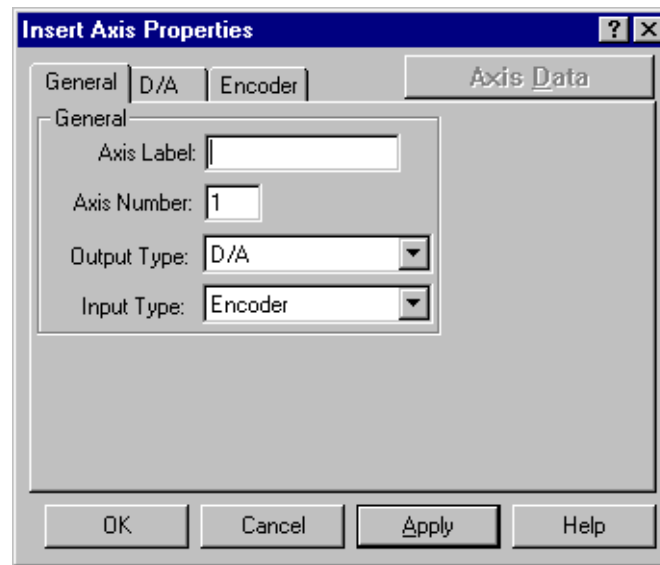 Insert Axis Properties
General D/A Encoder Axis Data
General
Axis Label:
Axis Number: 1
Output Type: D/A
Input Type: Encoder
OK Cancel Apply Help